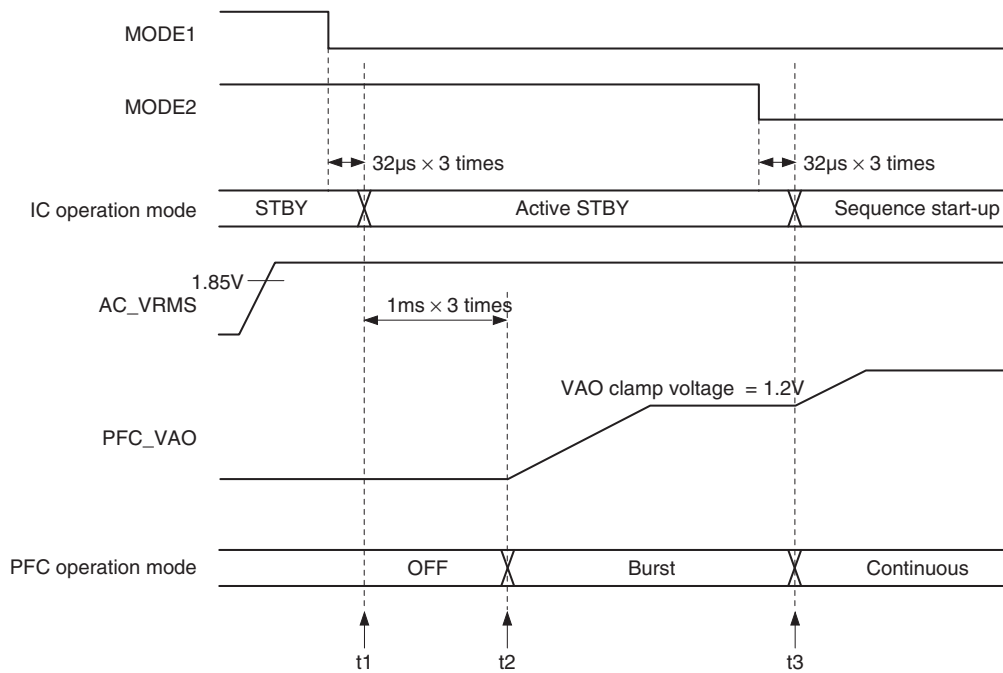 MODE1
MODE2
32µs × 3 times
32µs × 3 times
IC operation mode
STBY
Active STBY
Sequence start-up
1.85V
AC_VRMS
1ms × 3 times
VAO clamp voltage = 1.2V
PFC_VAO
PFC operation mode
OFF
Burst
Continuous
t1
t2
t3